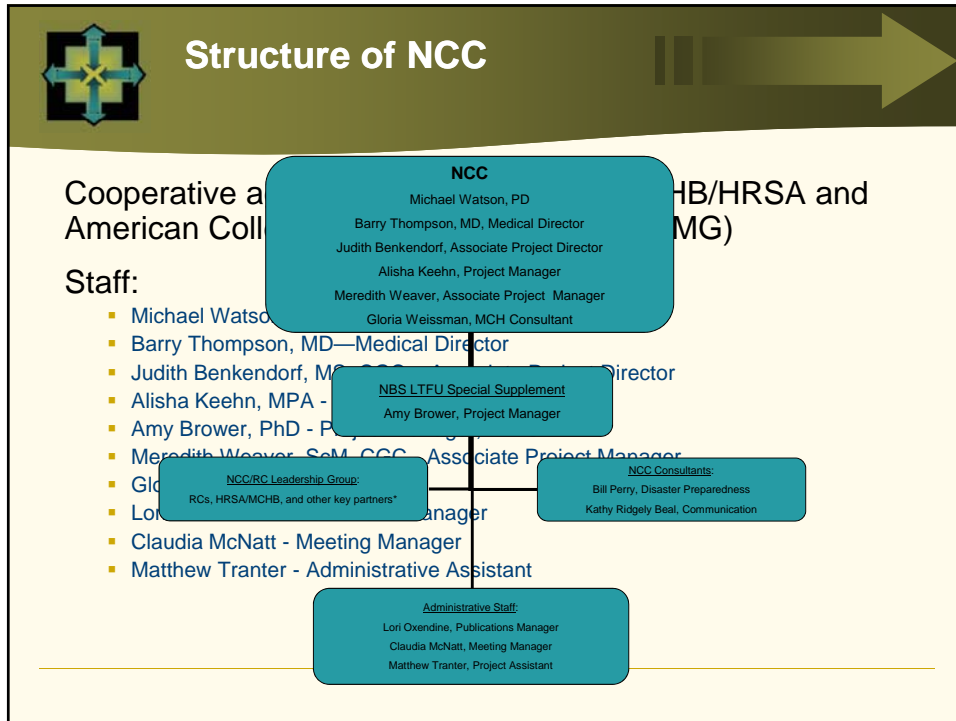 Structure of NCC
Cooperative a HB/HRSA and
American Coll MG)
Staff:
Michael Watso
Barry Thompson, MD—Medical Director
Judith Benkendorf, M Director
Alisha Keehn, MPA -
Amy Brower, PhD - P
Meredith Weaver, ScM, CGC - Associate Project Manager
Glo
Lor anager
Claudia McNatt - Meeting Manager
Matthew Tranter - Administrative Assistant
NCC
Michael Watson, PD
Barry Thompson, MD, Medical Director
Judith Benkendorf, Associate Project Director
Alisha Keehn, Project Manager
Meredith Weaver, Associate Project Manager
Gloria Weissman, MCH Consultant
NBS LTFU Special Supplement
Amy Brower, Project Manager
NCC/RC Leadership Group:
RCs, HRSA/MCHB, and other key partners*
NCC Consultants:
Bill Perry, Disaster Preparedness
Kathy Ridgely Beal, Communication
Administrative Staff:
Lori Oxendine, Publications Manager
Claudia McNatt, Meeting Manager
Matthew Tranter, Project Assistant